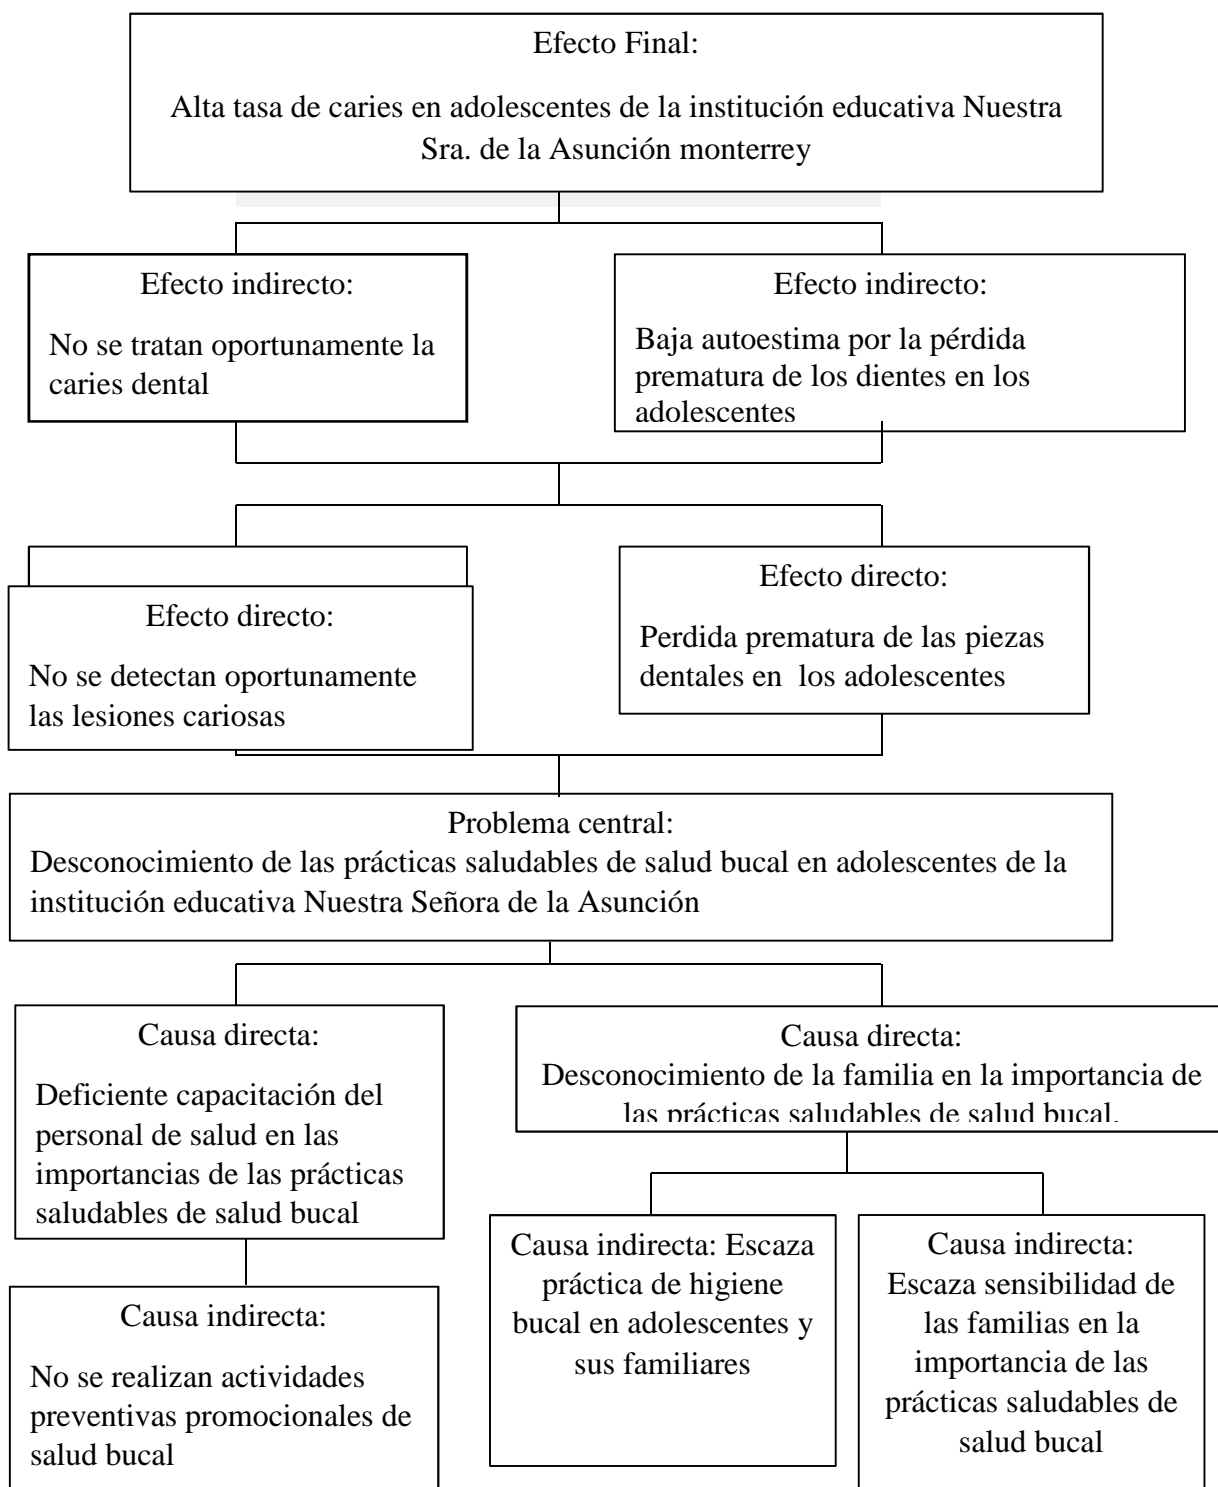 Efecto Final:
Alta tasa de caries en adolescentes de la institución educativa Nuestra
Sra. de la Asunción monterrey
Efecto indirecto:
No se tratan oportunamente la
caries dental
Efecto indirecto:
Baja autoestima por la pérdida
prematura de los dientes en los
adolescentes
Efecto directo:
No se detectan oportunamente
las lesiones cariosas
Efecto directo:
Perdida prematura de las piezas
dentales en  los adolescentes
Problema central:
Desconocimiento de las prácticas saludables de salud bucal en adolescentes de la
institución educativa Nuestra Señora de la Asunción
Causa directa:
Deficiente capacitación del
personal de salud en las
importancias de las prácticas
saludables de salud bucal
Causa directa:
Desconocimiento de la familia en la importancia de
las prácticas saludables de salud bucal.
Causa indirecta:
No se realizan actividades
preventivas promocionales de
salud bucal
Causa indirecta: Escaza
práctica de higiene
bucal en adolescentes y
sus familiares
Causa indirecta:
Escaza sensibilidad de
las familias en la
importancia de las
prácticas saludables de
salud bucal